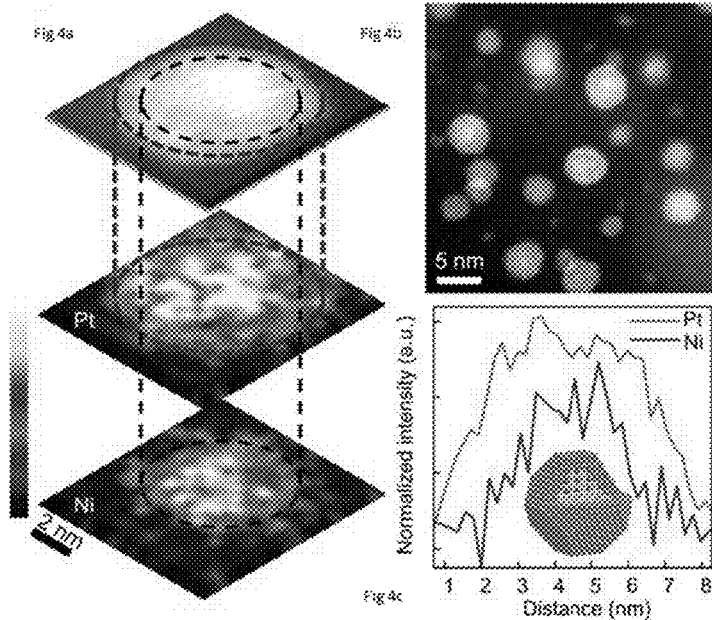 Fig 4a
Fig 4b
Pt
Ni
2 nm
Fig 4c
5 nm
Pt
Ni
Normalized intensity (a.u.)
1 2 3 4 5 6 7 8
Distance (nm)